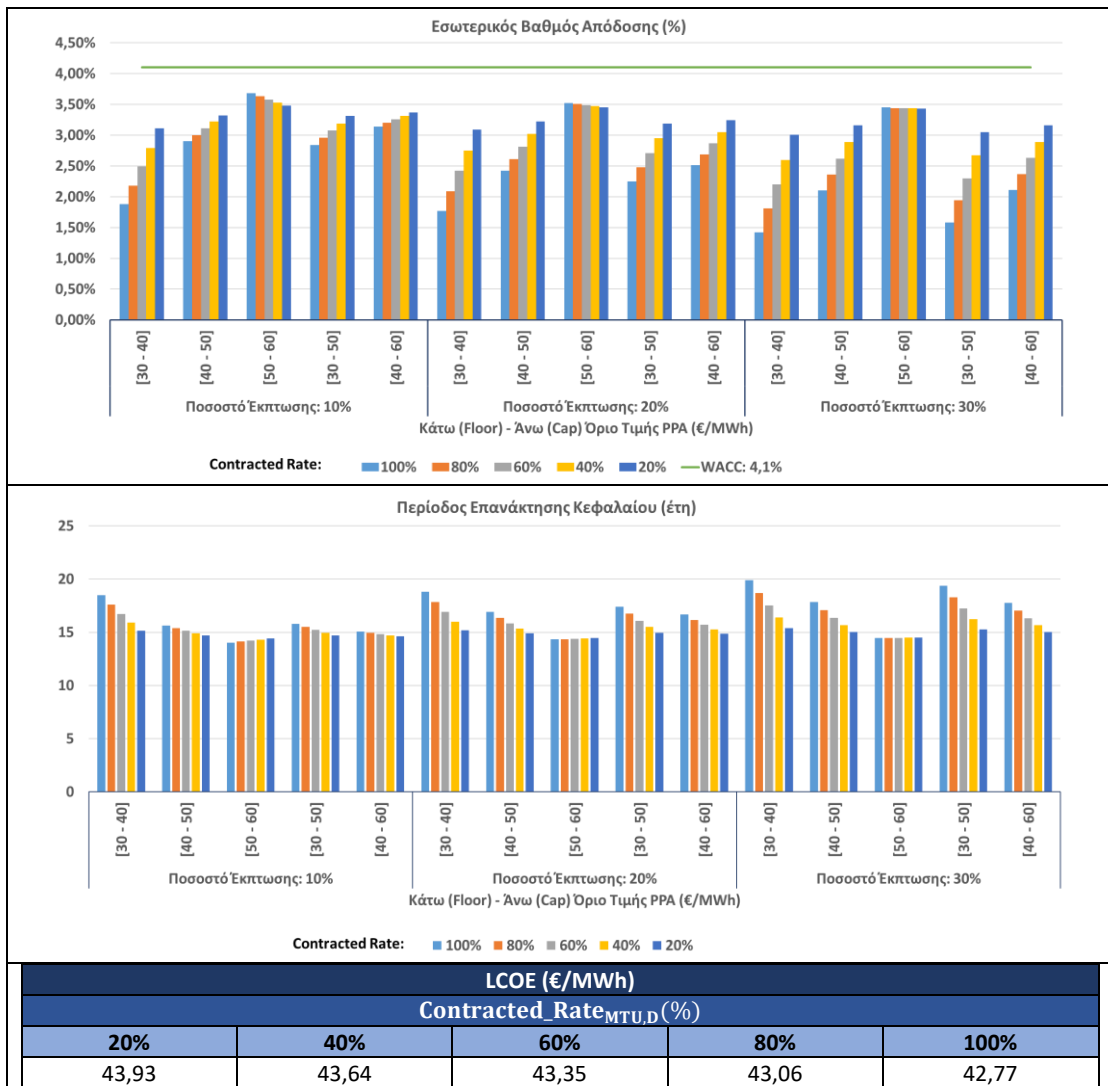 Εσωτερικός Βαθμός Απόδοσης (%)
4,50%
4,00%
3,50%
3,00%
2,50%
2,00%
1,50%
1,00%
0,50%
0,00%
[30 - 40]
[40 - 50]
[50 - 60]
[30 - 50]
[40 - 60]
[30 - 40]
[40 - 50]
[50 - 60]
[30 - 50]
[40 - 60]
[30 - 40]
[40 - 50]
[50 - 60]
[30 - 50]
[40 - 60]
Ποσοστό Έκπτωσης: 10% Ποσοστό Έκπτωσης: 20% Ποσοστό Έκπτωσης: 30%
Κάτω (Floor) - Άνω (Cap) Όριο Τιμής PPA (€/MWh)
Contracted Rate: 100% 80% 60% 40% 20% WACC: 4,1%
Περίοδος Επανάκτησης Κεφαλαίου (έτη)
25
20
15
10
5
0
[30 - 40]
[40 - 50]
[50 - 60]
[30 - 50]
[40 - 60]
[30 - 40]
[40 - 50]
[50 - 60]
[30 - 50]
[40 - 60]
[30 - 40]
[40 - 50]
[50 - 60]
[30 - 50]
[40 - 60]
Ποσοστό Έκπτωσης: 10% Ποσοστό Έκπτωσης: 20% Ποσοστό Έκπτωσης: 30%
Κάτω (Floor) - Άνω (Cap) Όριο Τιμής PPA (€/MWh)
Contracted Rate: 100% 80% 60% 40% 20%
LCOE (€/MWh)
Contracted_Rate MTU,D (%)
20% 40% 60% 80% 100%
43,93 43,64 43,35 43,06 42,77